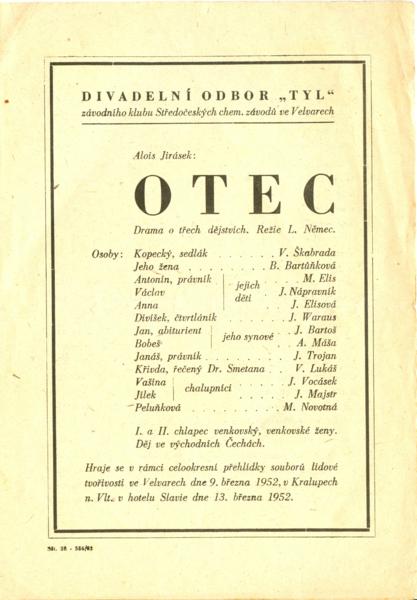 DIVADELNÍ ODBOR „TYL“
závodního klubu Středočeských chem. závodů ve Velvarech
Alois Jirásek:
OTEC
Drama o třech dějstvích. Režie L. Němec.
Osoby: Kopecký, sedlák . . . . . . V. Škabrada
Jeho žena . . . . . . . . B. Bartůňková
Antonín, právník M. Elis
Václav jejich děti J. Nápravník
Anna J. Elisová
Divíšek, čtvrtláník . . . . . . J. Waraus
Jan, abiturient . . J. Bartoš
Bobeš jejo synové . . A. Máša
Janáš, právník . . . . . . . J. Trojan
Křivda, řečený Dr. Smetana . . V. Lukáš
Vašina . . . J. Vocásek
Jílek chalupníci . . . . J. Majstr
Peluňková . . . . . . . . M. Novotná
I. a II. chlapec venkovský, venkovské ženy.
Děj ve východních Čechách.
Hraje se v rámci celookresní přehlídky souborů lidové
tvořivosti ve Velvarech dne 9. března 1952, v Kralupech
n. Vlt. v hotelu Slavie dne 13. března 1952.